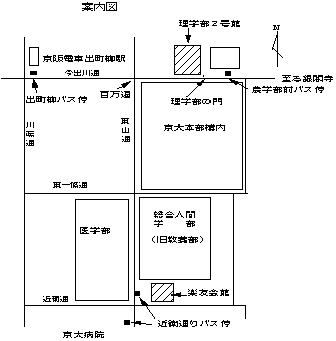 案内図
理学部２号館
N
京阪電車出町柳駅
今出川通
至る銀閣寺
出町柳バス停
百万遍
理学部の門
農学部前バス停
川端通
東山通
京大本部構内
東一条通
医学部
総合人間
学　部
（旧教養部）
楽友会館
近衛通
近衛通りバス停
京大病院